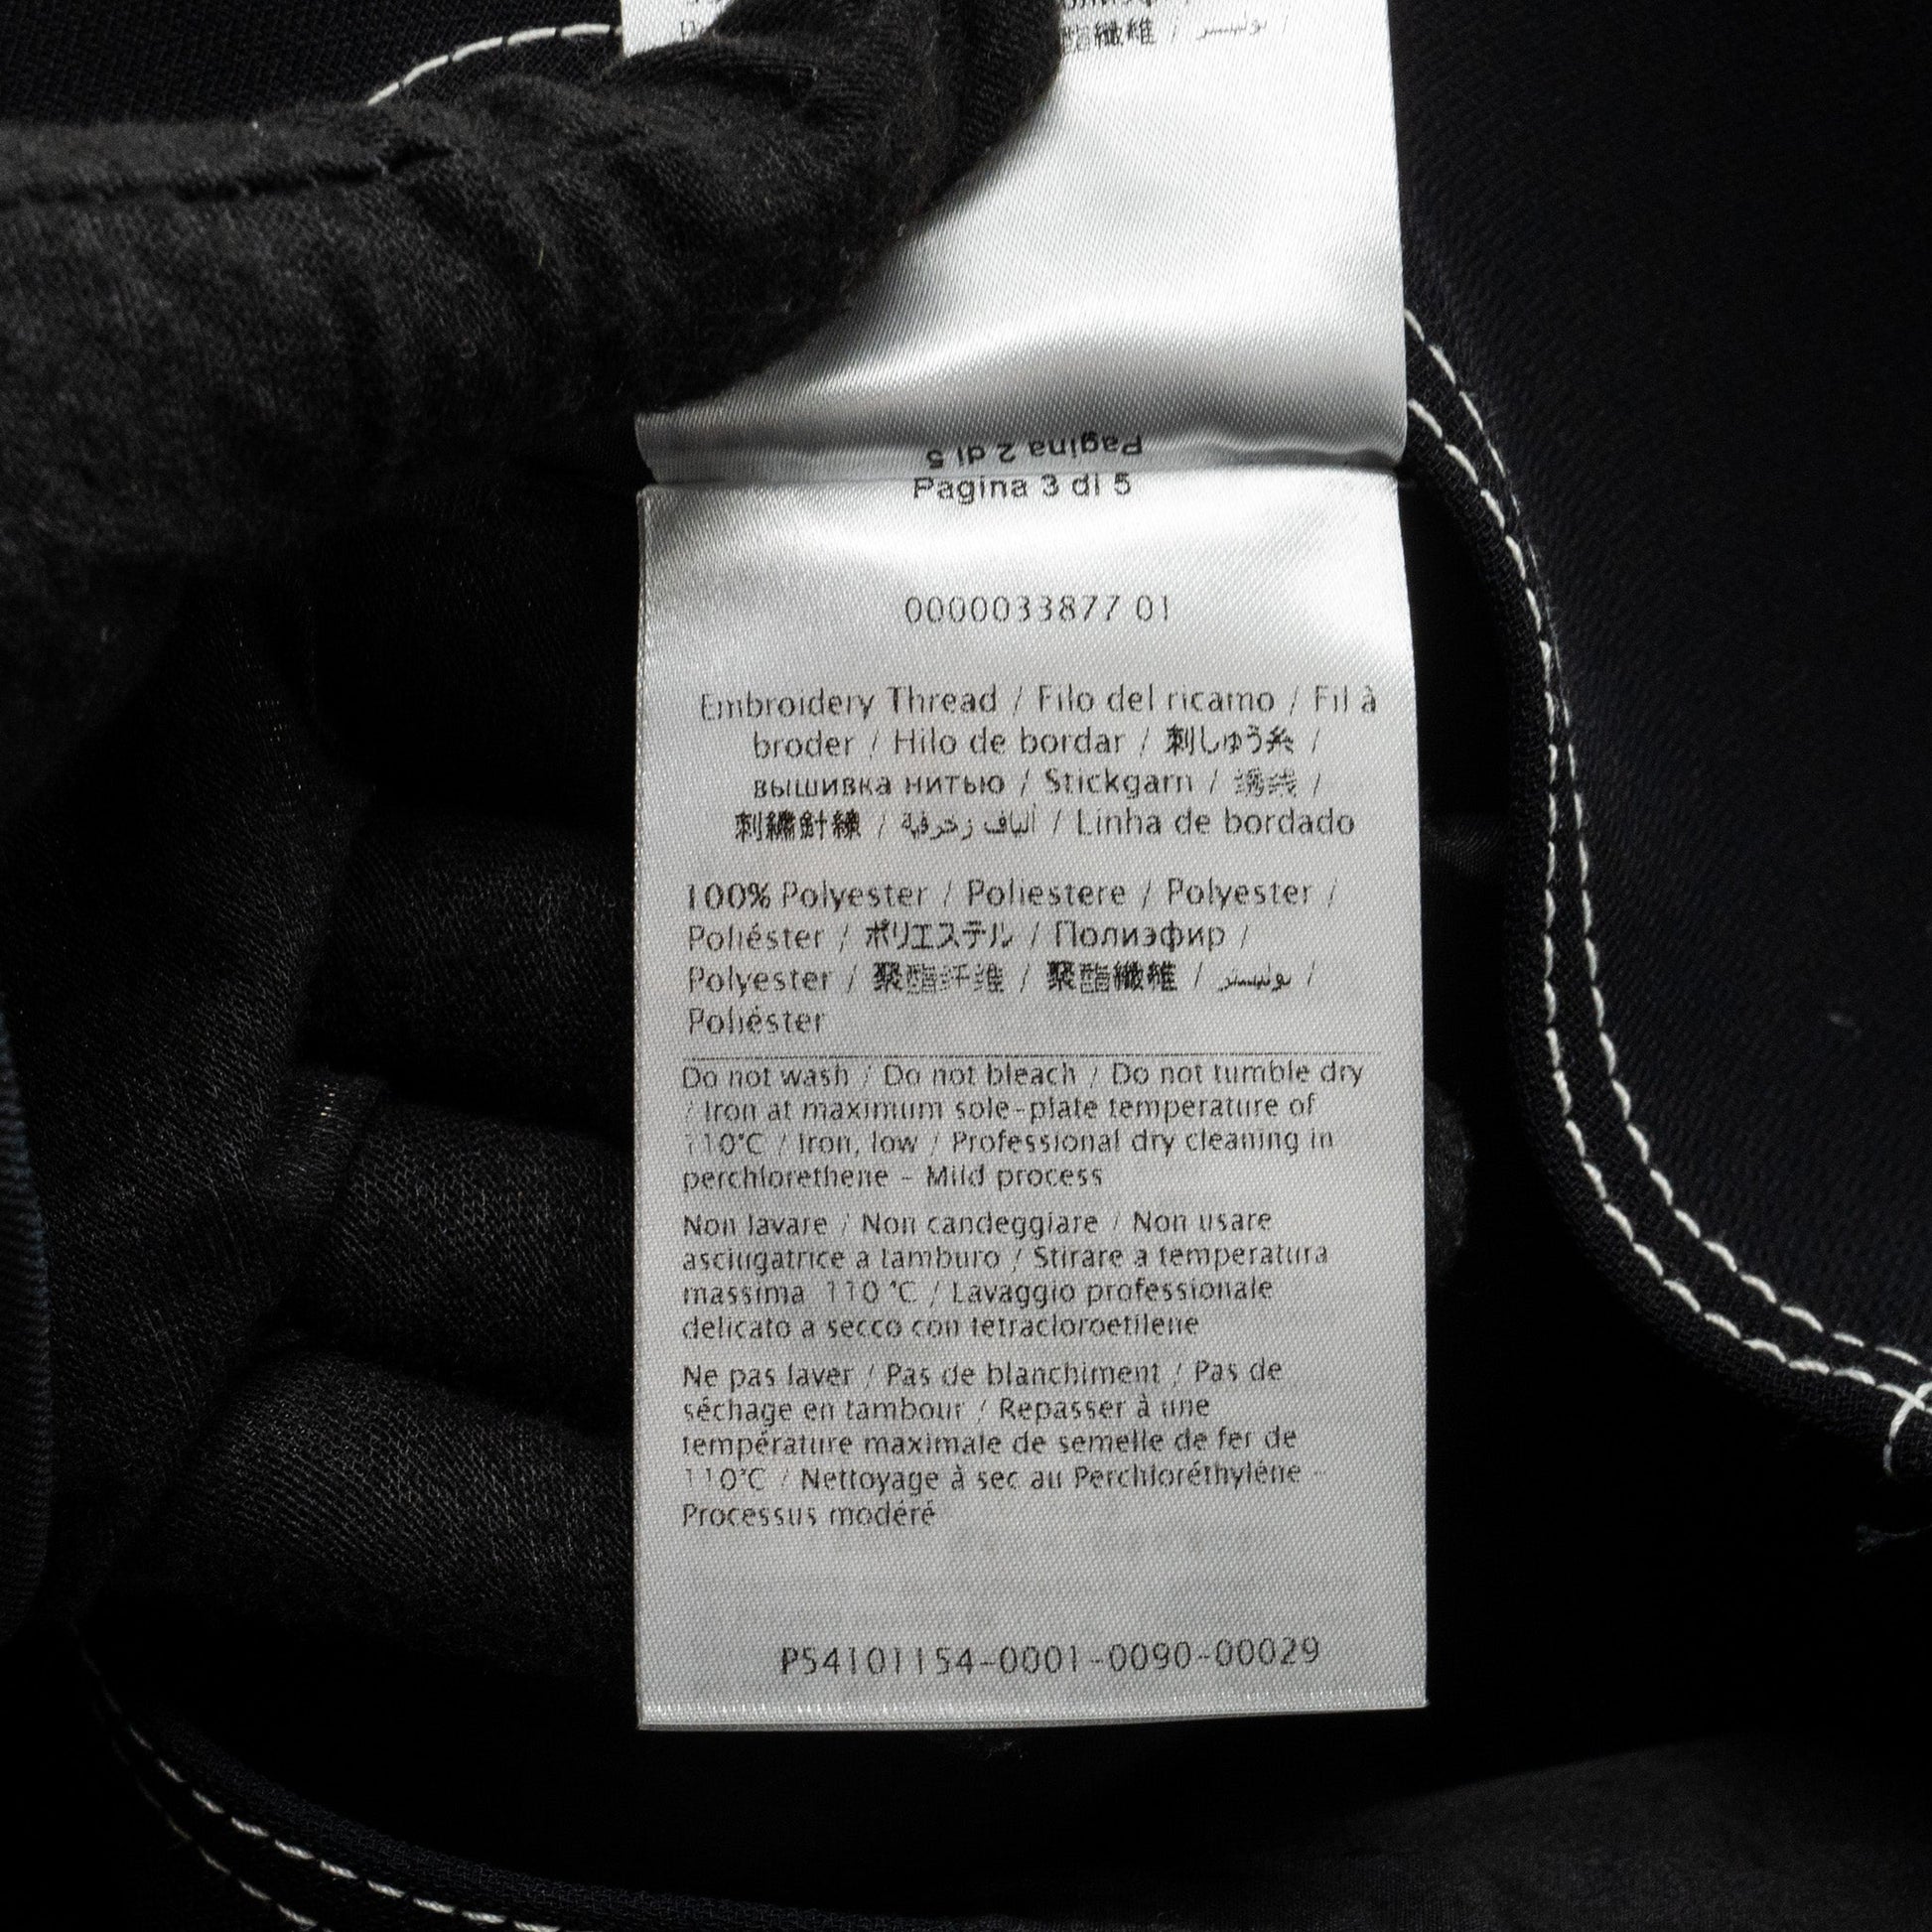 繊維 /
Pagina 2 di 5
Pagina 3 di 5
0000033877 01
Embroidery Thread / Filo del ricamo / Fil à
broder / Hilo de bordar / 刺しゅう糸 /
вышивка нитью / Stickgarn / 绣线 /
刺繡針線 / ألياف زخرفية / Linha de bordado
100% Polyester / Poliestere / Polyester /
Poliéster / ポリエステル / Полиэфир /
Polyester / 聚酯纤维 / 聚酯纖維 / بوليستر /
Poliéster
Do not wash / Do not bleach / Do not tumble dry
/ Iron at maximum sole-plate temperature of
110°C / Iron, low / Professional dry cleaning in
perchlorethene - Mild process
Non lavare / Non candeggiare / Non usare
asciugatrice a tamburo / Stirare a temperatura
massima 110 °C / Lavaggio professionale
delicato a secco con tetracloroetilene
Ne pas laver / Pas de blanchiment / Pas de
séchage en tambour / Repasser à une
température maximale de semelle de fer de
110°C / Nettoyage à sec au Perchloréthylène -
Processus modéré
P54101154-0001-0090-00029